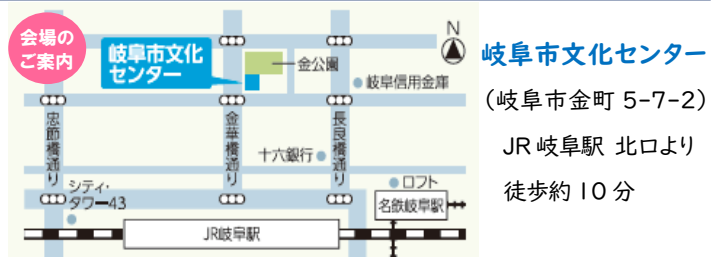 会場の
ご案内
岐阜市文化
センター
N
金公園
岐阜信用金庫
忠節橋通り
金華橋通り
長良橋通り
十六銀行
シティ・
タワー43
ロフト
名鉄岐阜駅
JR岐阜駅
岐阜市文化センター
(岐阜市金町 5-7-2)
JR岐阜駅 北口より
徒歩約10分